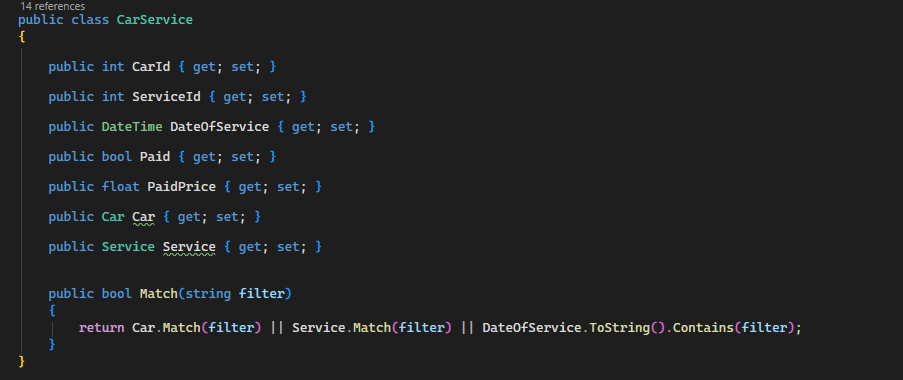 14 references
public class CarService
{
public int CarId { get; set; }
public int ServiceId { get; set; }
public DateTime DateOfService { get; set; }
public bool Paid { get; set; }
public float PaidPrice { get; set; }
public Car Car { get; set; }
public Service Service { get; set; }
public bool Match(string filter)
{
return Car.Match(filter) || Service.Match(filter) || DateOfService.ToString().Contains(filter);
}
}